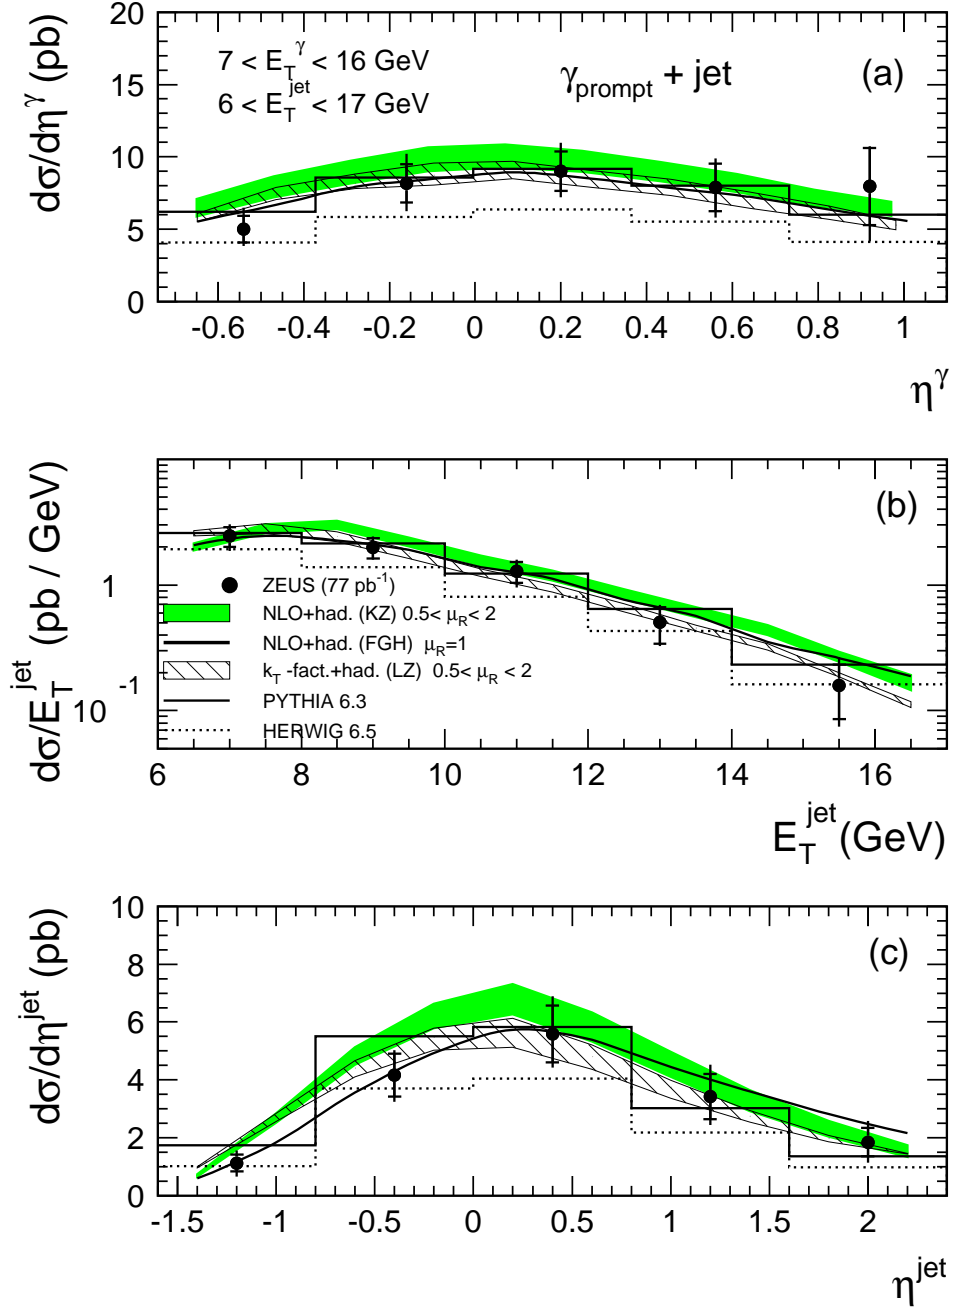 dσ/dη^γ (pb)
20
15
10
5
0
7 < E_T^γ < 16 GeV
6 < E_T^jet < 17 GeV
γ_prompt + jet
(a)
-0.6 -0.4 -0.2 0 0.2 0.4 0.6 0.8 1
η^γ
dσ/E_T^jet (pb / GeV)
1
10^-1
(b)
ZEUS (77 pb^-1)
NLO+had. (KZ) 0.5< μ_R< 2
NLO+had. (FGH) μ_R=1
k_T -fact.+had. (LZ) 0.5< μ_R < 2
PYTHIA 6.3
HERWIG 6.5
6 8 10 12 14 16
E_T^jet(GeV)
dσ/dη^jet (pb)
10
8
6
4
2
0
(c)
-1.5 -1 -0.5 0 0.5 1 1.5 2
η^jet